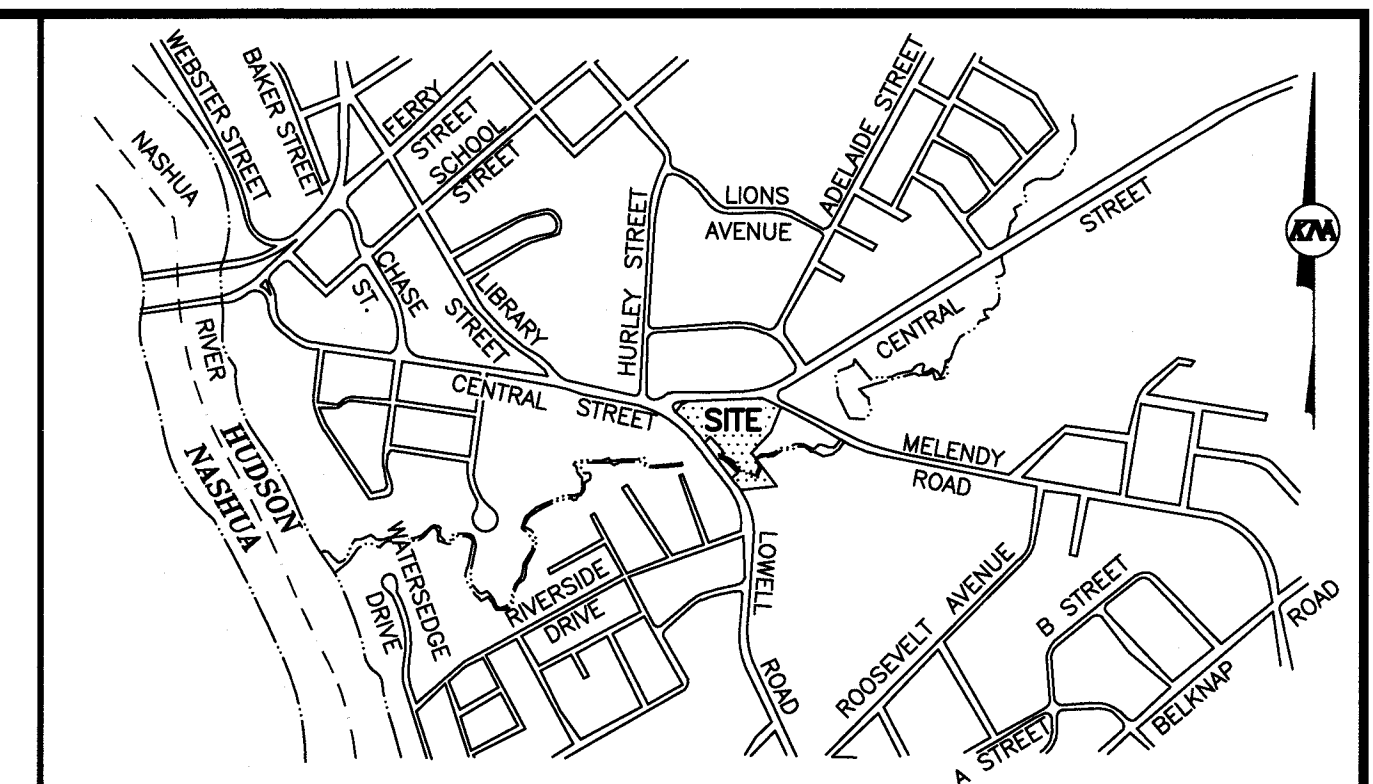 WEBSTER STREET
BAKER STREET
FERRY
STREET
SCHOOL
STREET
ADELAIDE STREET
NASHUA
LIONS
AVENUE
STREET
KNA
HURLEY STREET
CHASE
ST.
LIBRARY
STREET
CENTRAL
RIVER
CENTRAL STREET
SITE
MELENDY
ROAD
HUDSON
NASHUA
WATERSEDGE
DRIVE
RIVERSIDE
DRIVE
LOWELL
ROAD
ROOSEVELT AVENUE
B STREET
ROAD
BELKNAP
A STREET